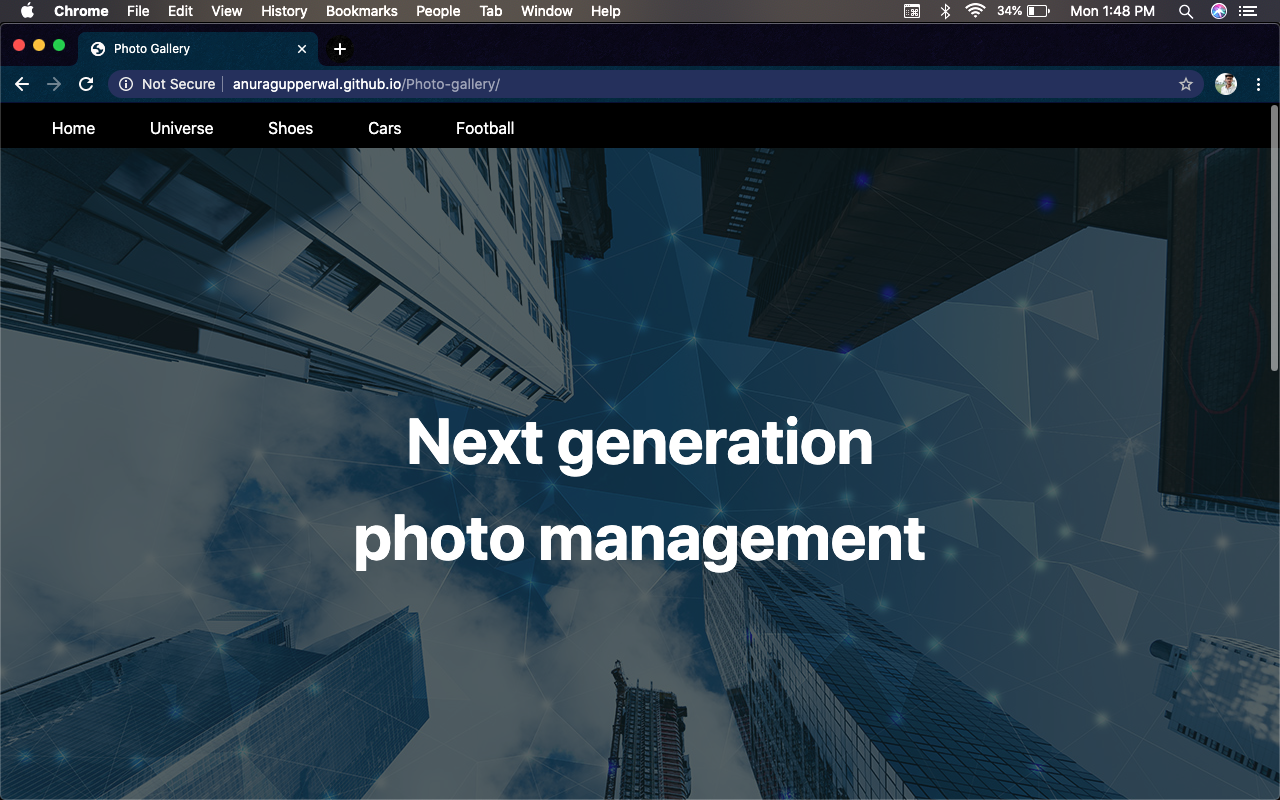 Chrome File Edit View History Bookmarks People Tab Window Help 34% Mon 1:48 PM
Photo Gallery
Not Secure anuragupperwal.github.io/Photo-gallery/
Home Universe Shoes Cars Football
Next generation
photo management